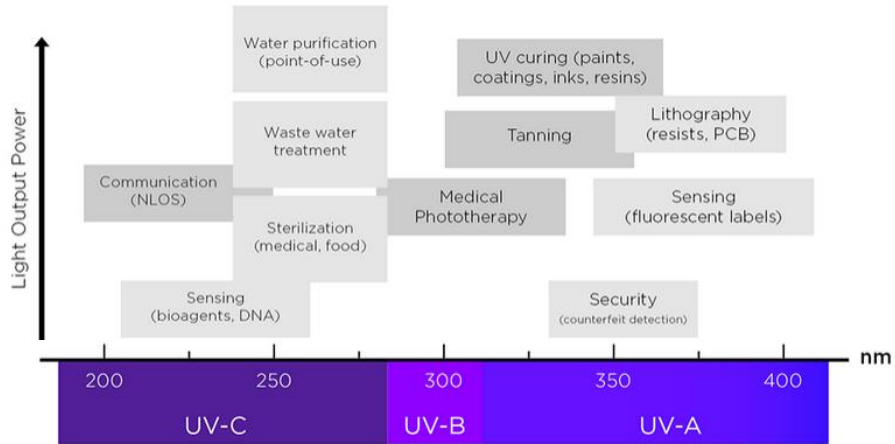 Light Output Power
Water purification
(point-of-use)
UV curing (paints,
coatings, inks, resins)
Waste water
treatment
Tanning
Lithography
(resists, PCB)
Communication
(NLOS)
Medical
Phototherapy
Sensing
(fluorescent labels)
Sterilization
(medical, food)
Sensing
(bioagents, DNA)
Security
(counterfeit detection)
nm
200
250
300
350
400
UV-C
UV-B
UV-A